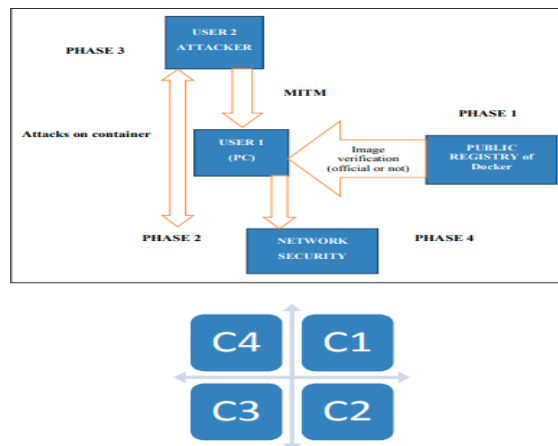 USER 2
ATTACKER
PHASE 3
MITM
PHASE 1
Attacks on container
USER 1
(PC)
Image
verification
(official or not)
PUBLIC
REGISTRY of
Docker
PHASE 2
NETWORK
SECURITY
PHASE 4
C4
C1
C3
C2